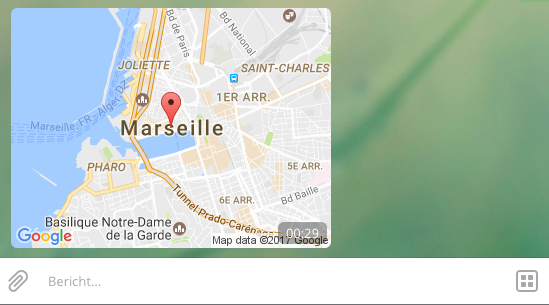 Bd de Paris
Bd National
JOLIETTE
SAINT-CHARLES
1ER ARR.
Marseille, FR - Alger, DZ
Marseille
PHARO
5E ARR.
6E ARR.
Bd Baille
Tunnel Prado-Carénage
Basilique Notre-Dame
de la Garde
00:29
Google
Map data ©2017 Google
Bericht...